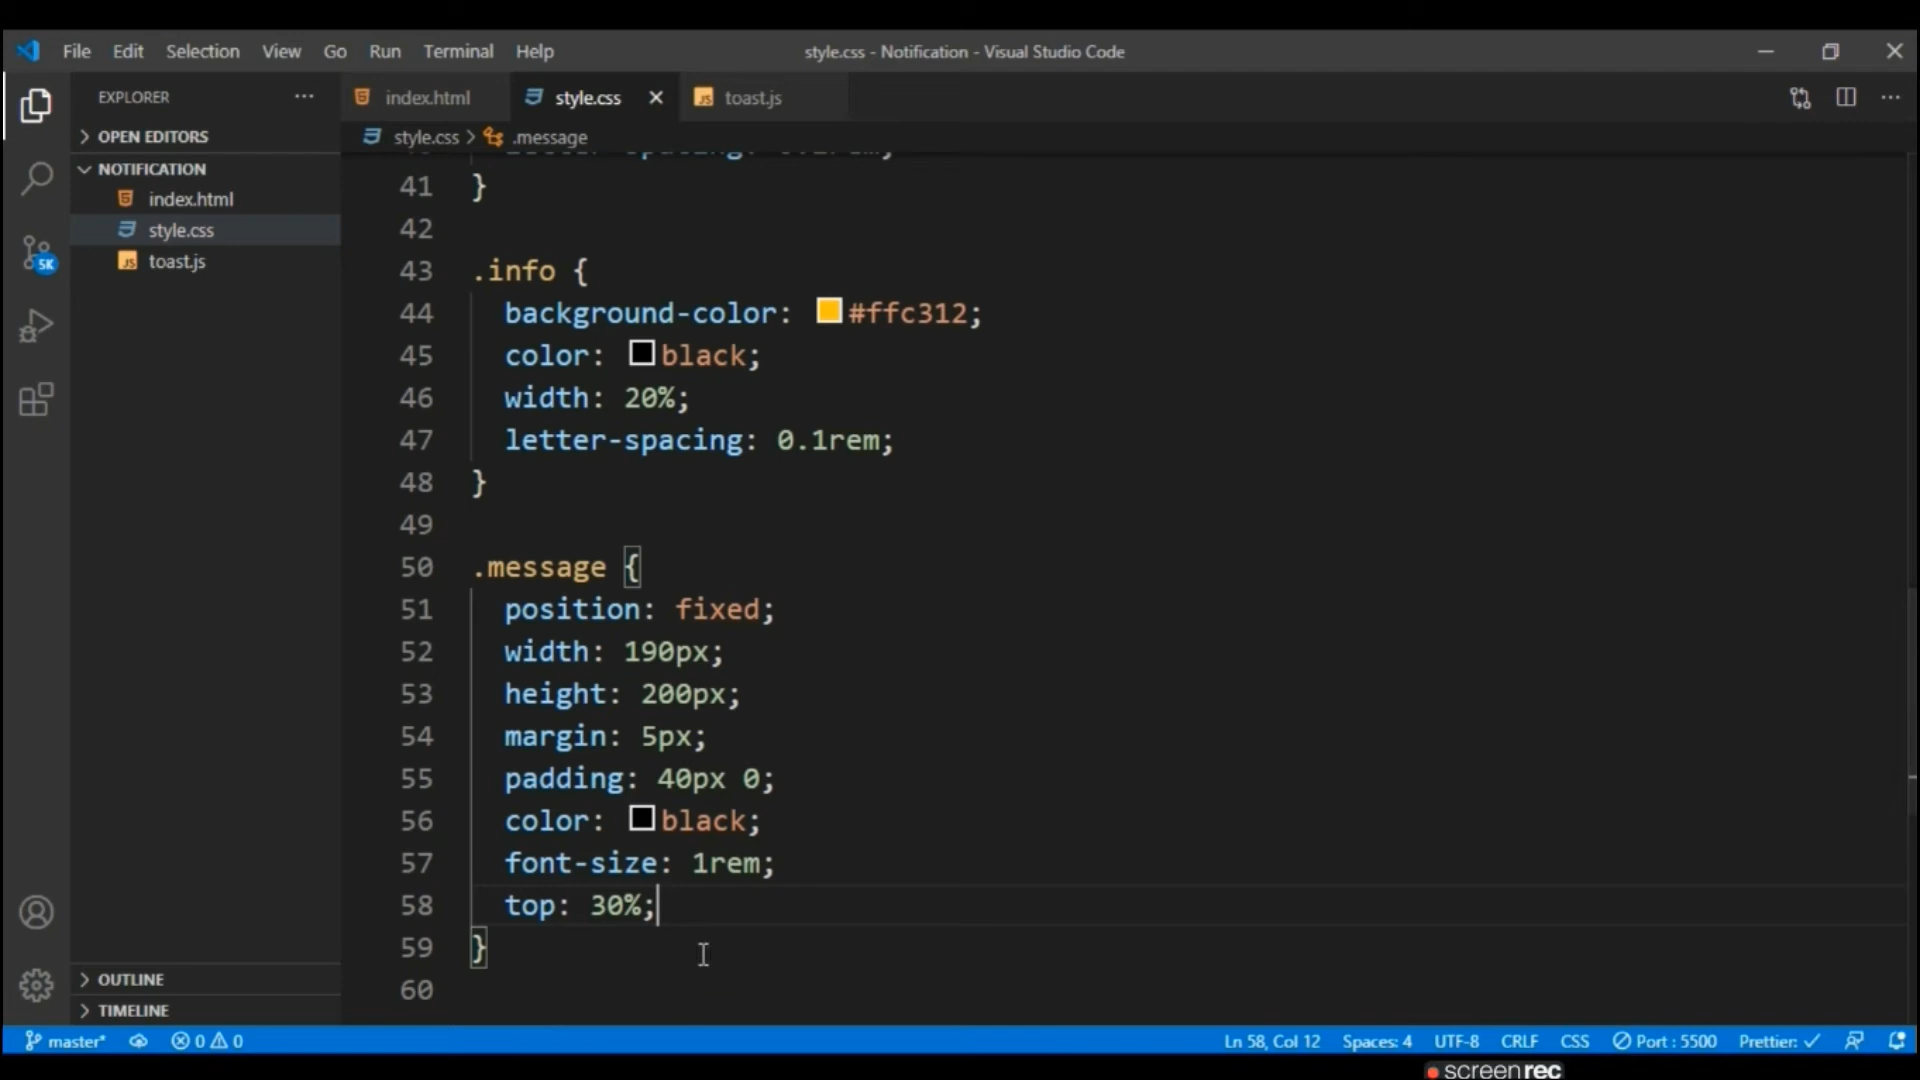 File Edit Selection View Go Run Terminal Help style.css - Notification - Visual Studio Code
EXPLORER ··· index.html style.css toast.js ···
OPEN EDITORS
style.css > .message
NOTIFICATION
index.html
style.css
toast.js
5K
41 }
42
43 .info {
44 background-color: #ffc312;
45 color: black;
46 width: 20%;
47 letter-spacing: 0.1rem;
48 }
49
50 .message {
51 position: fixed;
52 width: 190px;
53 height: 200px;
54 margin: 5px;
55 padding: 40px 0;
56 color: black;
57 font-size: 1rem;
58 top: 30%;
59 }
60
OUTLINE
TIMELINE
master* 0 0 Ln 58, Col 12 Spaces: 4 UTF-8 CRLF CSS Port : 5500 Prettier: ✓
screenrec